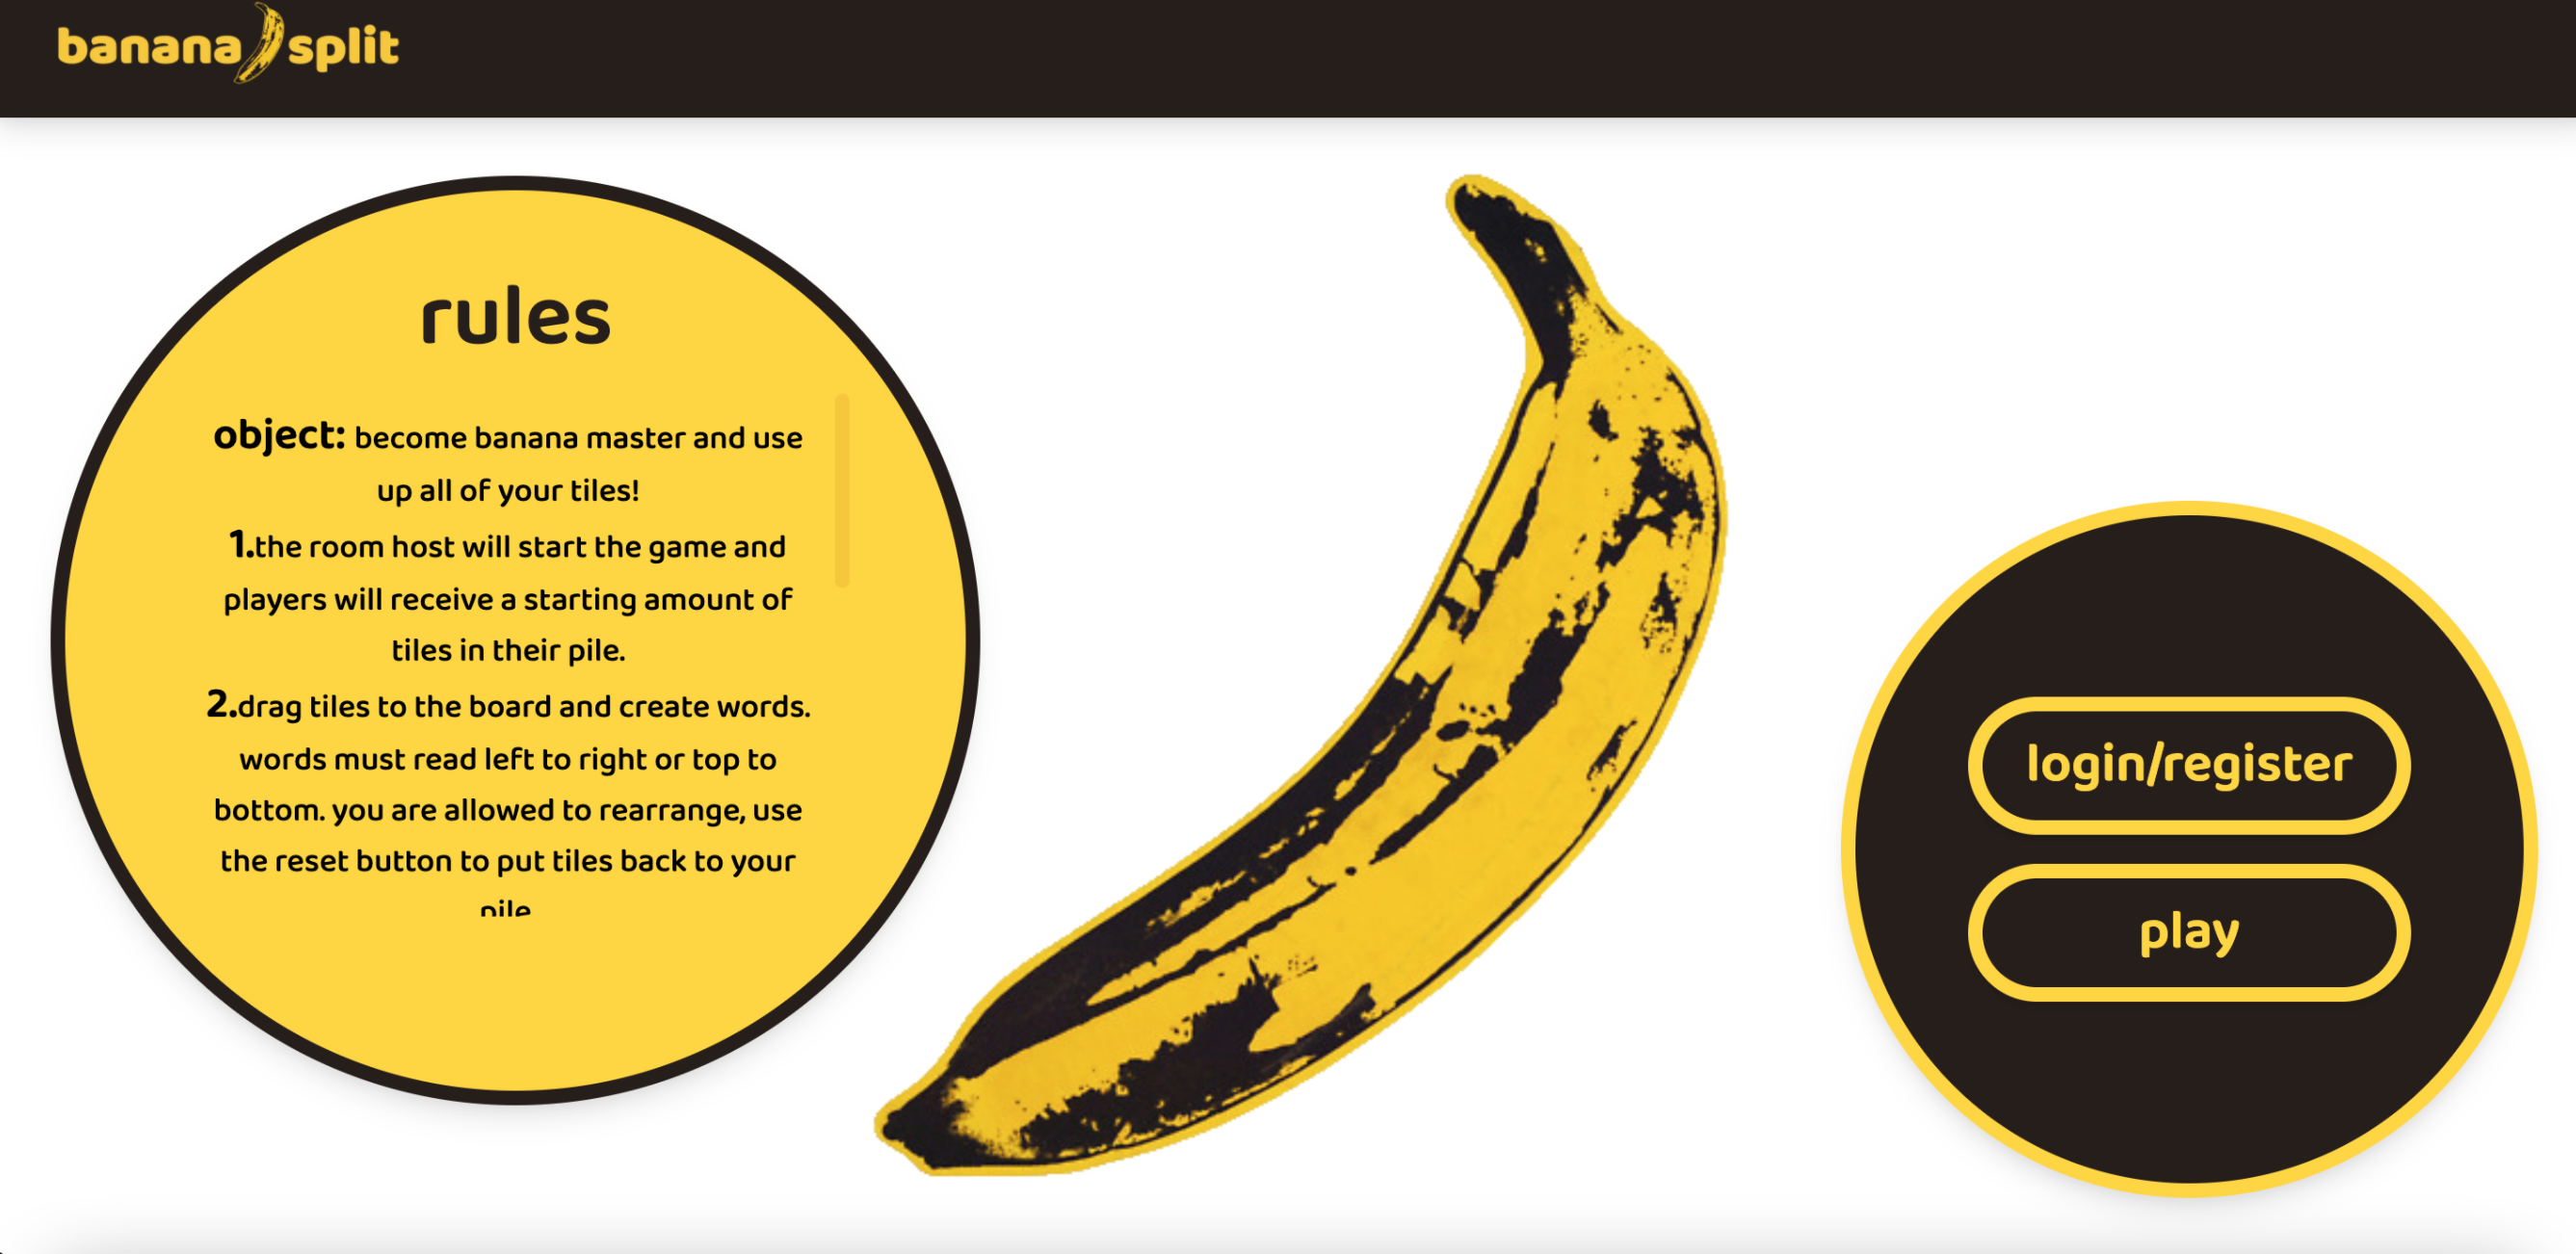 banana split
rules
object: become banana master and use
up all of your tiles!
1.the room host will start the game and
players will receive a starting amount of
tiles in their pile.
2.drag tiles to the board and create words.
words must read left to right or top to
bottom. you are allowed to rearrange, use
the reset button to put tiles back to your
pile
login/register
play